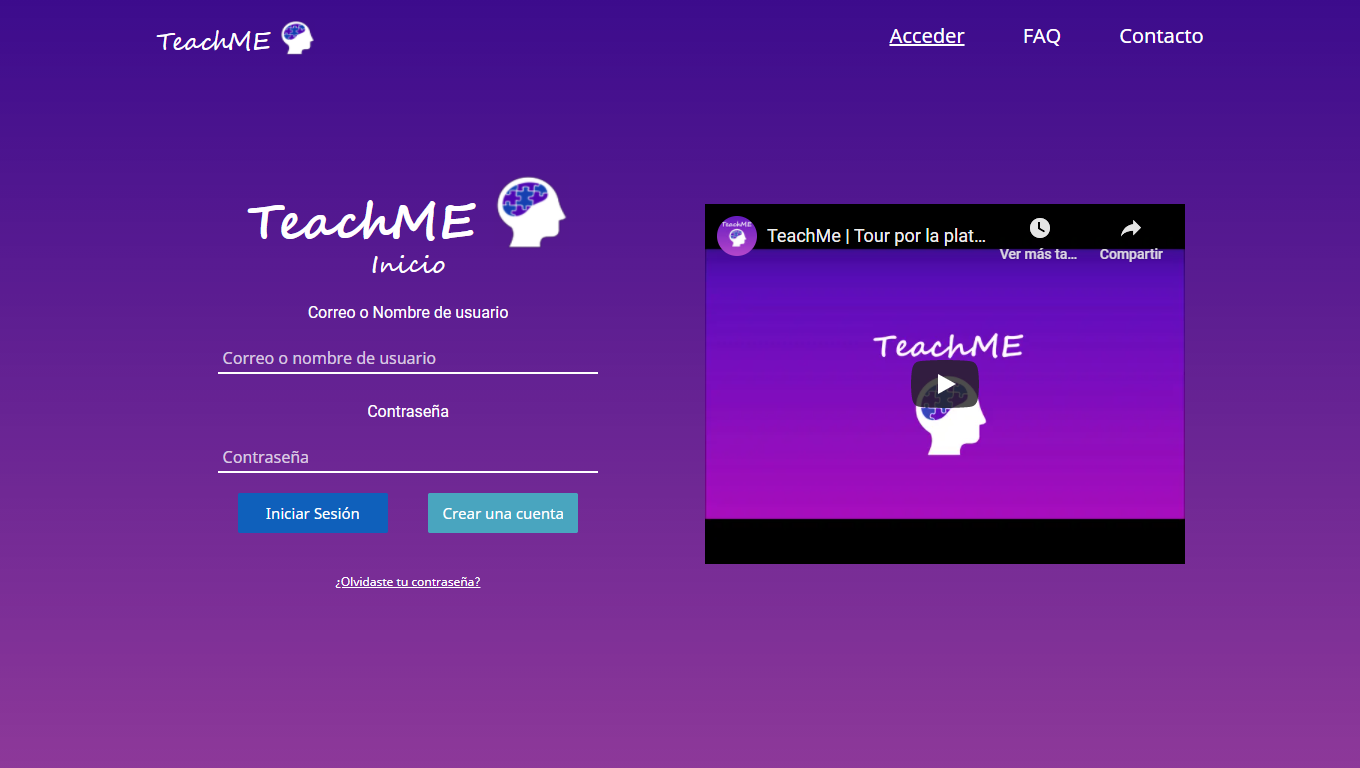 TeachME
Acceder FAQ Contacto
TeachME
Inicio
Correo o Nombre de usuario
Correo o nombre de usuario
Contraseña
Contraseña
Iniciar Sesión Crear una cuenta
¿Olvidaste tu contraseña?
TeachME
TeachMe | Tour por la plat...
Ver más ta...
Compartir
TeachME